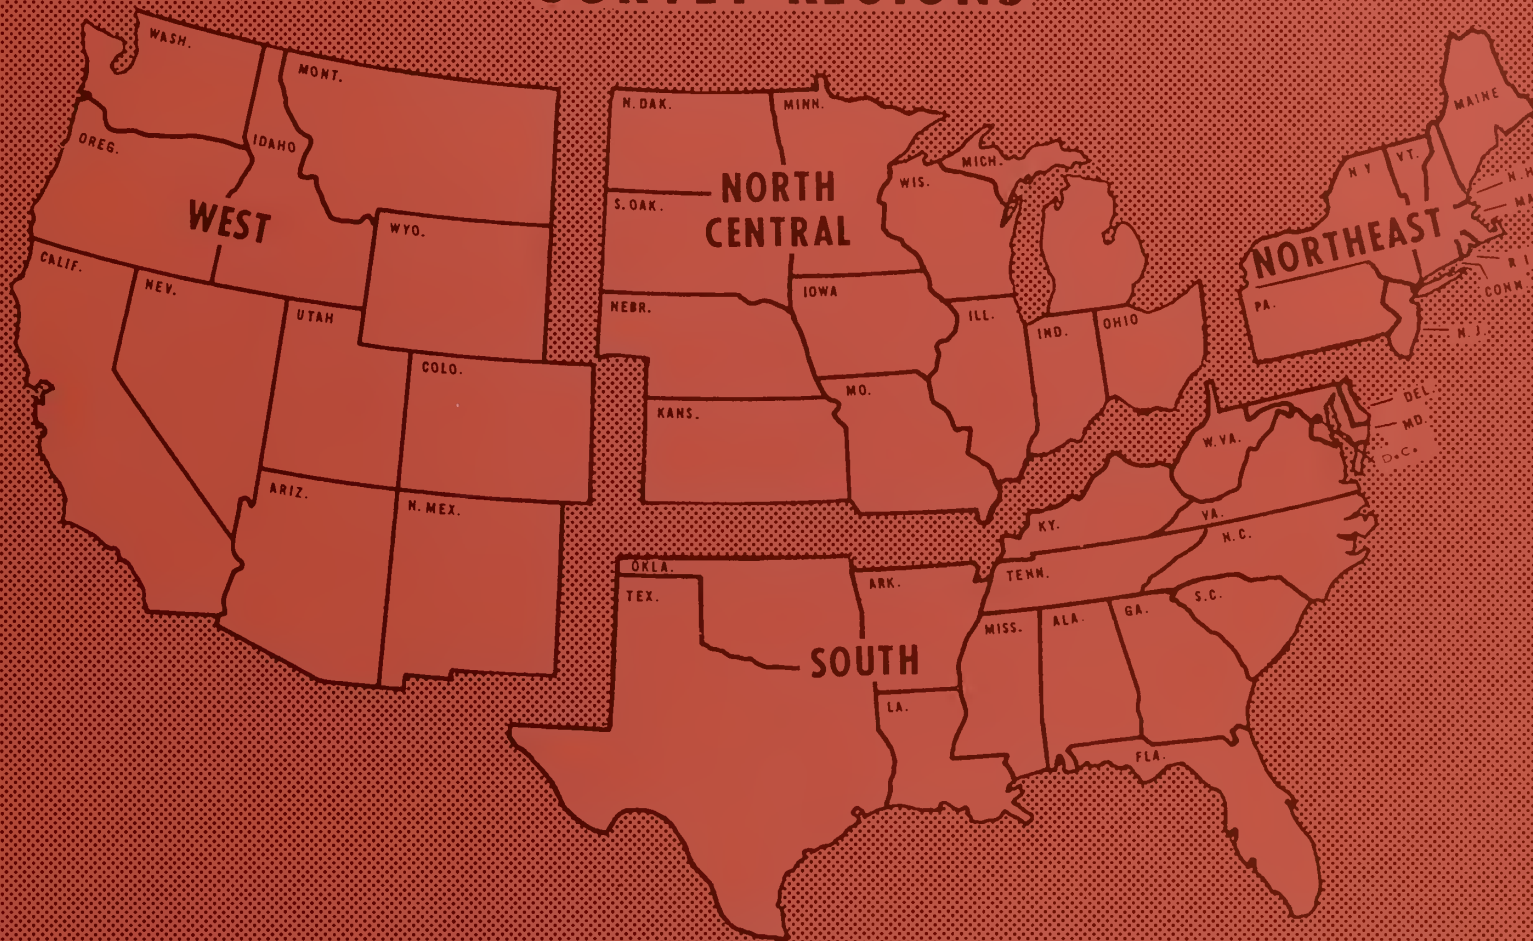 SURVEY REGIONS
WASH.
MONT.
OREG.
IDAHO
WEST
WYO.
CALIF.
NEV.
UTAH
COLO.
ARIZ.
N. MEX.
N. DAK.
MINN.
MICH.
WIS.
NORTH
CENTRAL
S. DAK.
IOWA
NEBR.
ILL.
IND.
OHIO
MO.
KANS.
MAINE
VT.
N Y
N.H
NORTHEAST
R I
CONN.
PA.
N.J.
DEL.
MD.
D.C.
W.VA.
VA.
KY.
N.C.
TENN.
OKLA.
ARK.
TEX.
S.C.
GA.
ALA.
MISS.
SOUTH
LA.
FLA.